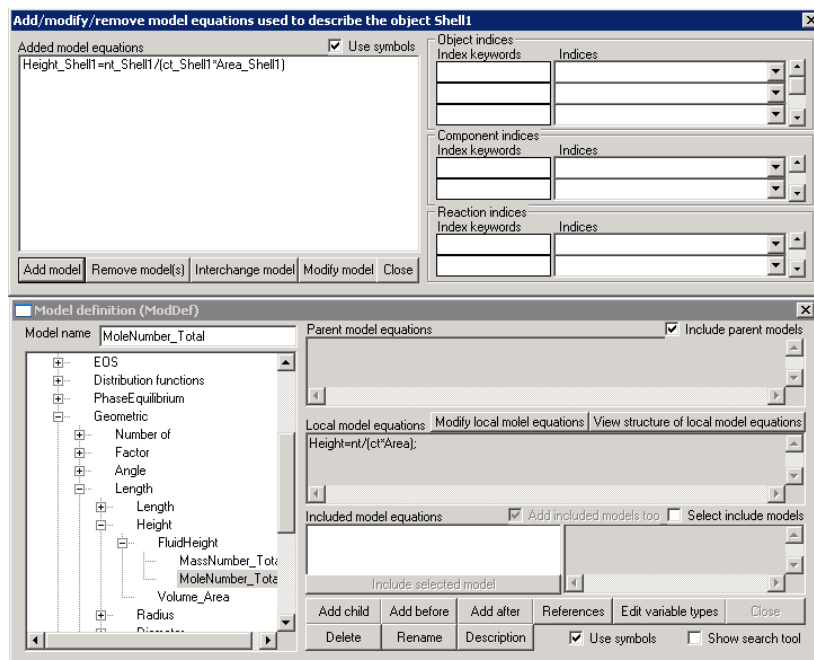 Add/modify/remove model equations used to describe the object Shell1
Added model equations
Use symbols
Height_Shell1=nt_Shell1/(ct_Shell1*Area_Shell1)
Add model
Remove model(s)
Interchange model
Modify model
Close
Object indices
Index keywords
Indices
Component indices
Index keywords
Indices
Reaction indices
Index keywords
Indices
Model definition (ModDef)
Model name
MoleNumber_Total
EOS
Distribution functions
PhaseEquilibrium
Geometric
Number of
Factor
Angle
Length
Length
Height
FluidHeight
MassNumber_Tota
MoleNumber_Tota
Volume_Area
Radius
Parent model equations
Include parent models
Local model equations
Modify local molel equations
View structure of local model equations
Height=nt/(ct*Area);
Included model equations
Add included models too
Select include models
Include selected model
Add child
Add before
Add after
References
Edit variable types
Close
Delete
Rename
Description
Use symbols
Show search tool